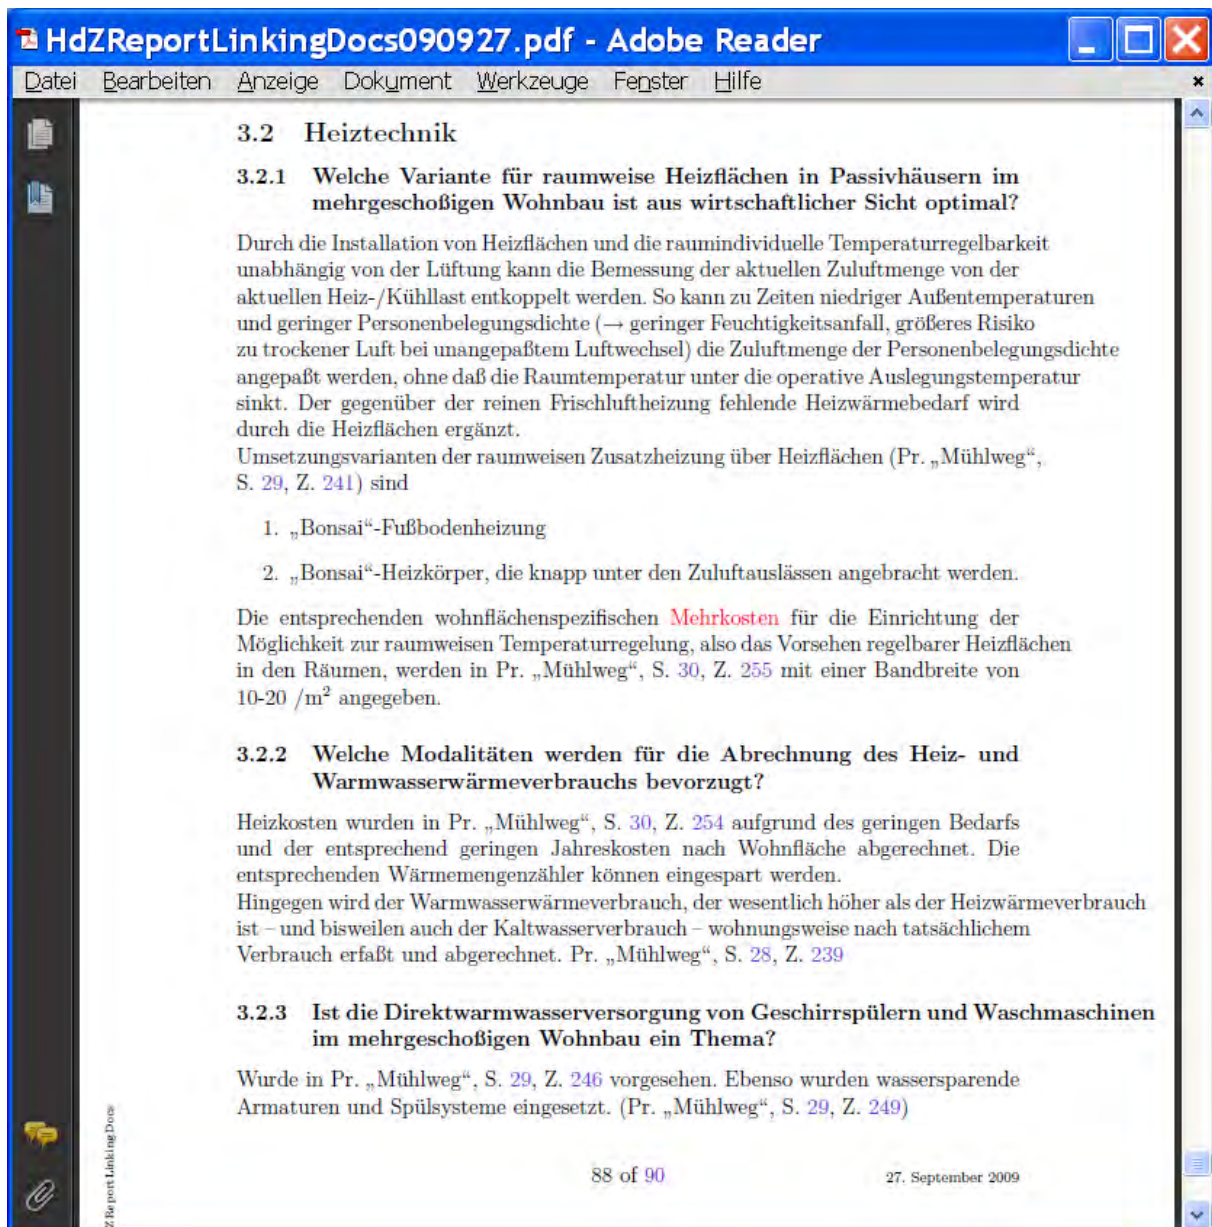 HdZReportLinkingDocs090927.pdf - Adobe Reader
Datei Bearbeiten Anzeige Dokument Werkzeuge Fenster Hilfe
3.2 Heiztechnik
3.2.1 Welche Variante für raumweise Heizflächen in Passivhäusern im
mehrgeschoßigen Wohnbau ist aus wirtschaftlicher Sicht optimal?
Durch die Installation von Heizflächen und die raumindividuelle Temperaturregelbarkeit
unabhängig von der Lüftung kann die Bemessung der aktuellen Zuluftmenge von der
aktuellen Heiz-/Kühllast entkoppelt werden. So kann zu Zeiten niedriger Außentemperaturen
und geringer Personenbelegungsdichte (→ geringer Feuchtigkeitsanfall, größeres Risiko
zu trockener Luft bei unangepaßtem Luftwechsel) die Zuluftmenge der Personenbelegungsdichte
angepaßt werden, ohne daß die Raumtemperatur unter die operative Auslegungstemperatur
sinkt. Der gegenüber der reinen Frischluftheizung fehlende Heizwärmebedarf wird
durch die Heizflächen ergänzt.
Umsetzungsvarianten der raumweisen Zusatzheizung über Heizflächen (Pr. „Mühlweg“,
S. 29, Z. 241) sind
1. „Bonsai“-Fußbodenheizung
2. „Bonsai“-Heizkörper, die knapp unter den Zuluftauslässen angebracht werden.
Die entsprechenden wohnflächenspezifischen Mehrkosten für die Einrichtung der
Möglichkeit zur raumweisen Temperaturregelung, also das Vorsehen regelbarer Heizflächen
in den Räumen, werden in Pr. „Mühlweg“, S. 30, Z. 255 mit einer Bandbreite von
10-20 /m² angegeben.
3.2.2 Welche Modalitäten werden für die Abrechnung des Heiz- und
Warmwasserwärmeverbrauchs bevorzugt?
Heizkosten wurden in Pr. „Mühlweg“, S. 30, Z. 254 aufgrund des geringen Bedarfs
und der entsprechend geringen Jahreskosten nach Wohnfläche abgerechnet. Die
entsprechenden Wärmemengenzähler können eingespart werden.
Hingegen wird der Warmwasserwärmeverbrauch, der wesentlich höher als der Heizwärmeverbrauch
ist – und bisweilen auch der Kaltwasserverbrauch – wohnungsweise nach tatsächlichem
Verbrauch erfaßt und abgerechnet. Pr. „Mühlweg“, S. 28, Z. 239
3.2.3 Ist die Direktwarmwasserversorgung von Geschirrspülern und Waschmaschinen
im mehrgeschoßigen Wohnbau ein Thema?
Wurde in Pr. „Mühlweg“, S. 29, Z. 246 vorgesehen. Ebenso wurden wassersparende
Armaturen und Spülsysteme eingesetzt. (Pr. „Mühlweg“, S. 29, Z. 249)
Z Report LinkingDocs
88 of 90
27. September 2009